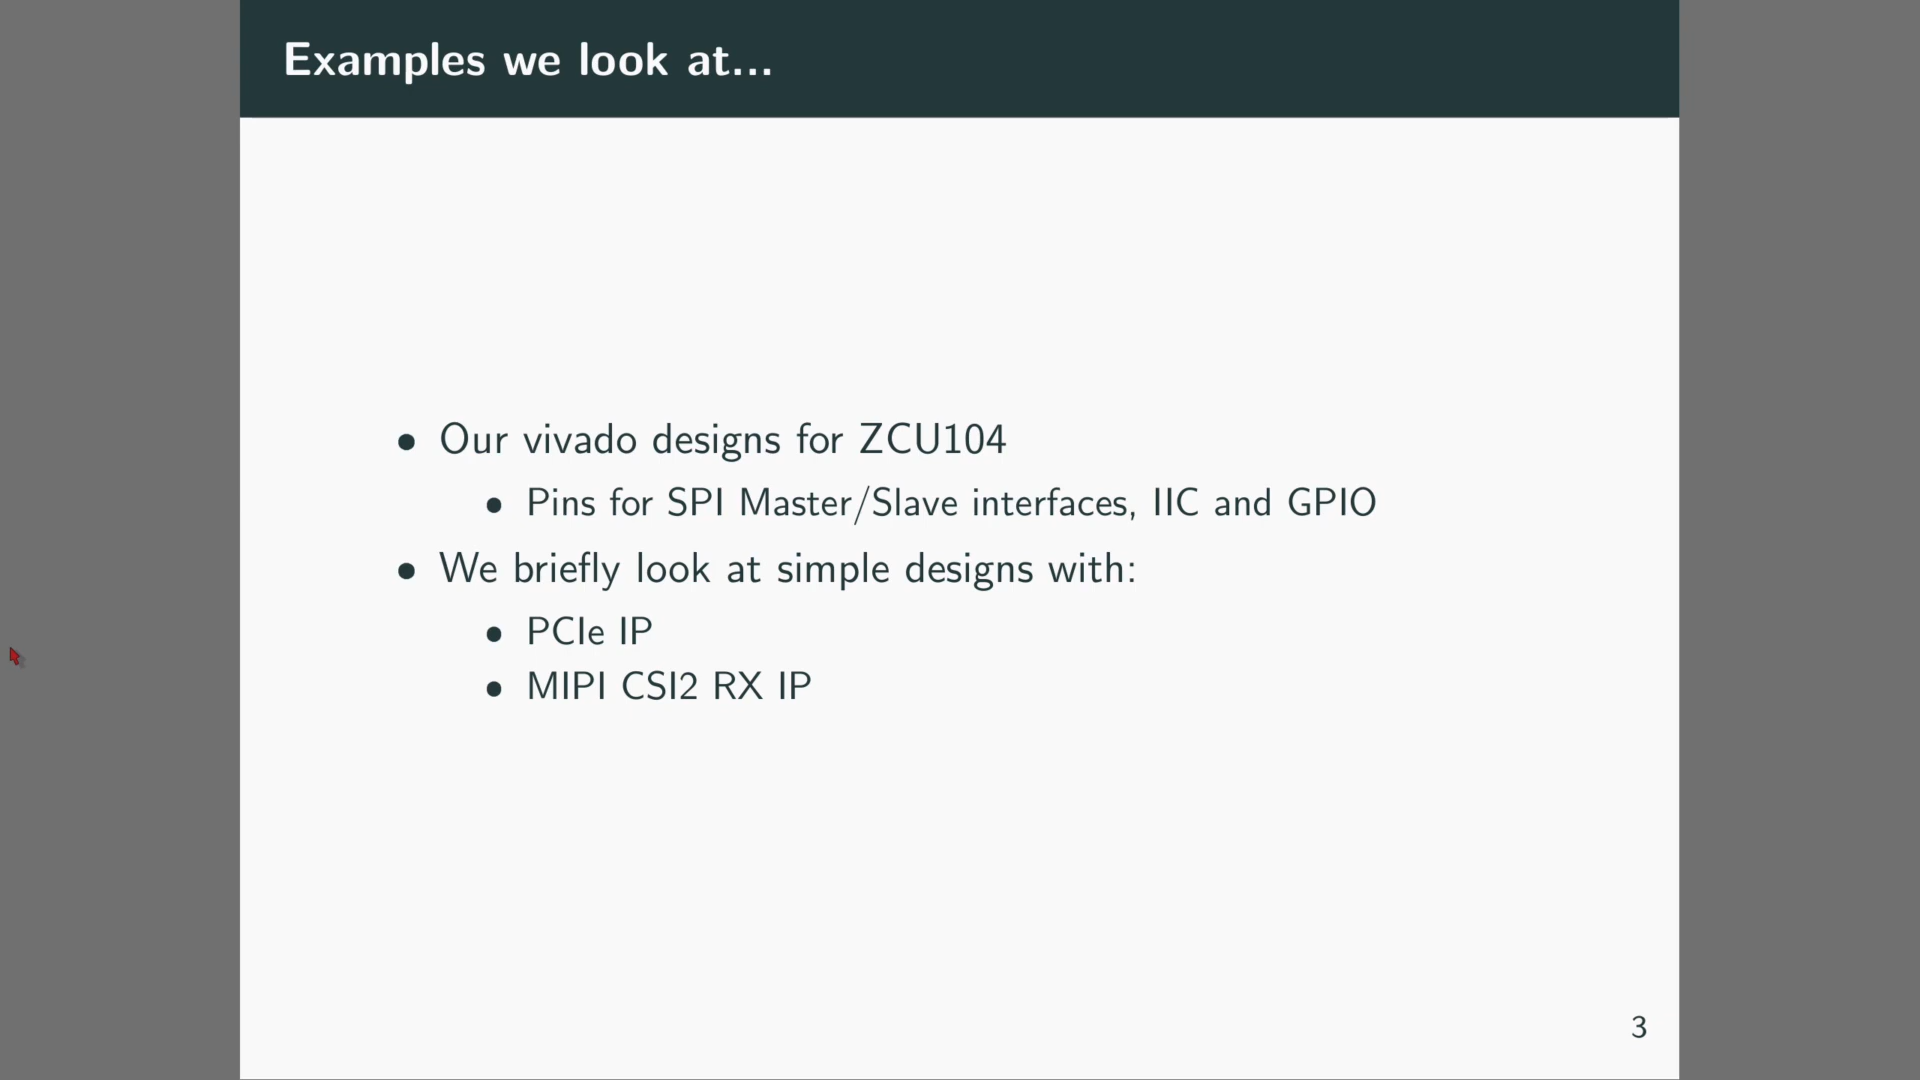 Examples we look at...
• Our vivado designs for ZCU104
• Pins for SPI Master/Slave interfaces, IIC and GPIO
• We briefly look at simple designs with:
• PCIe IP
• MIPI CSI2 RX IP
3